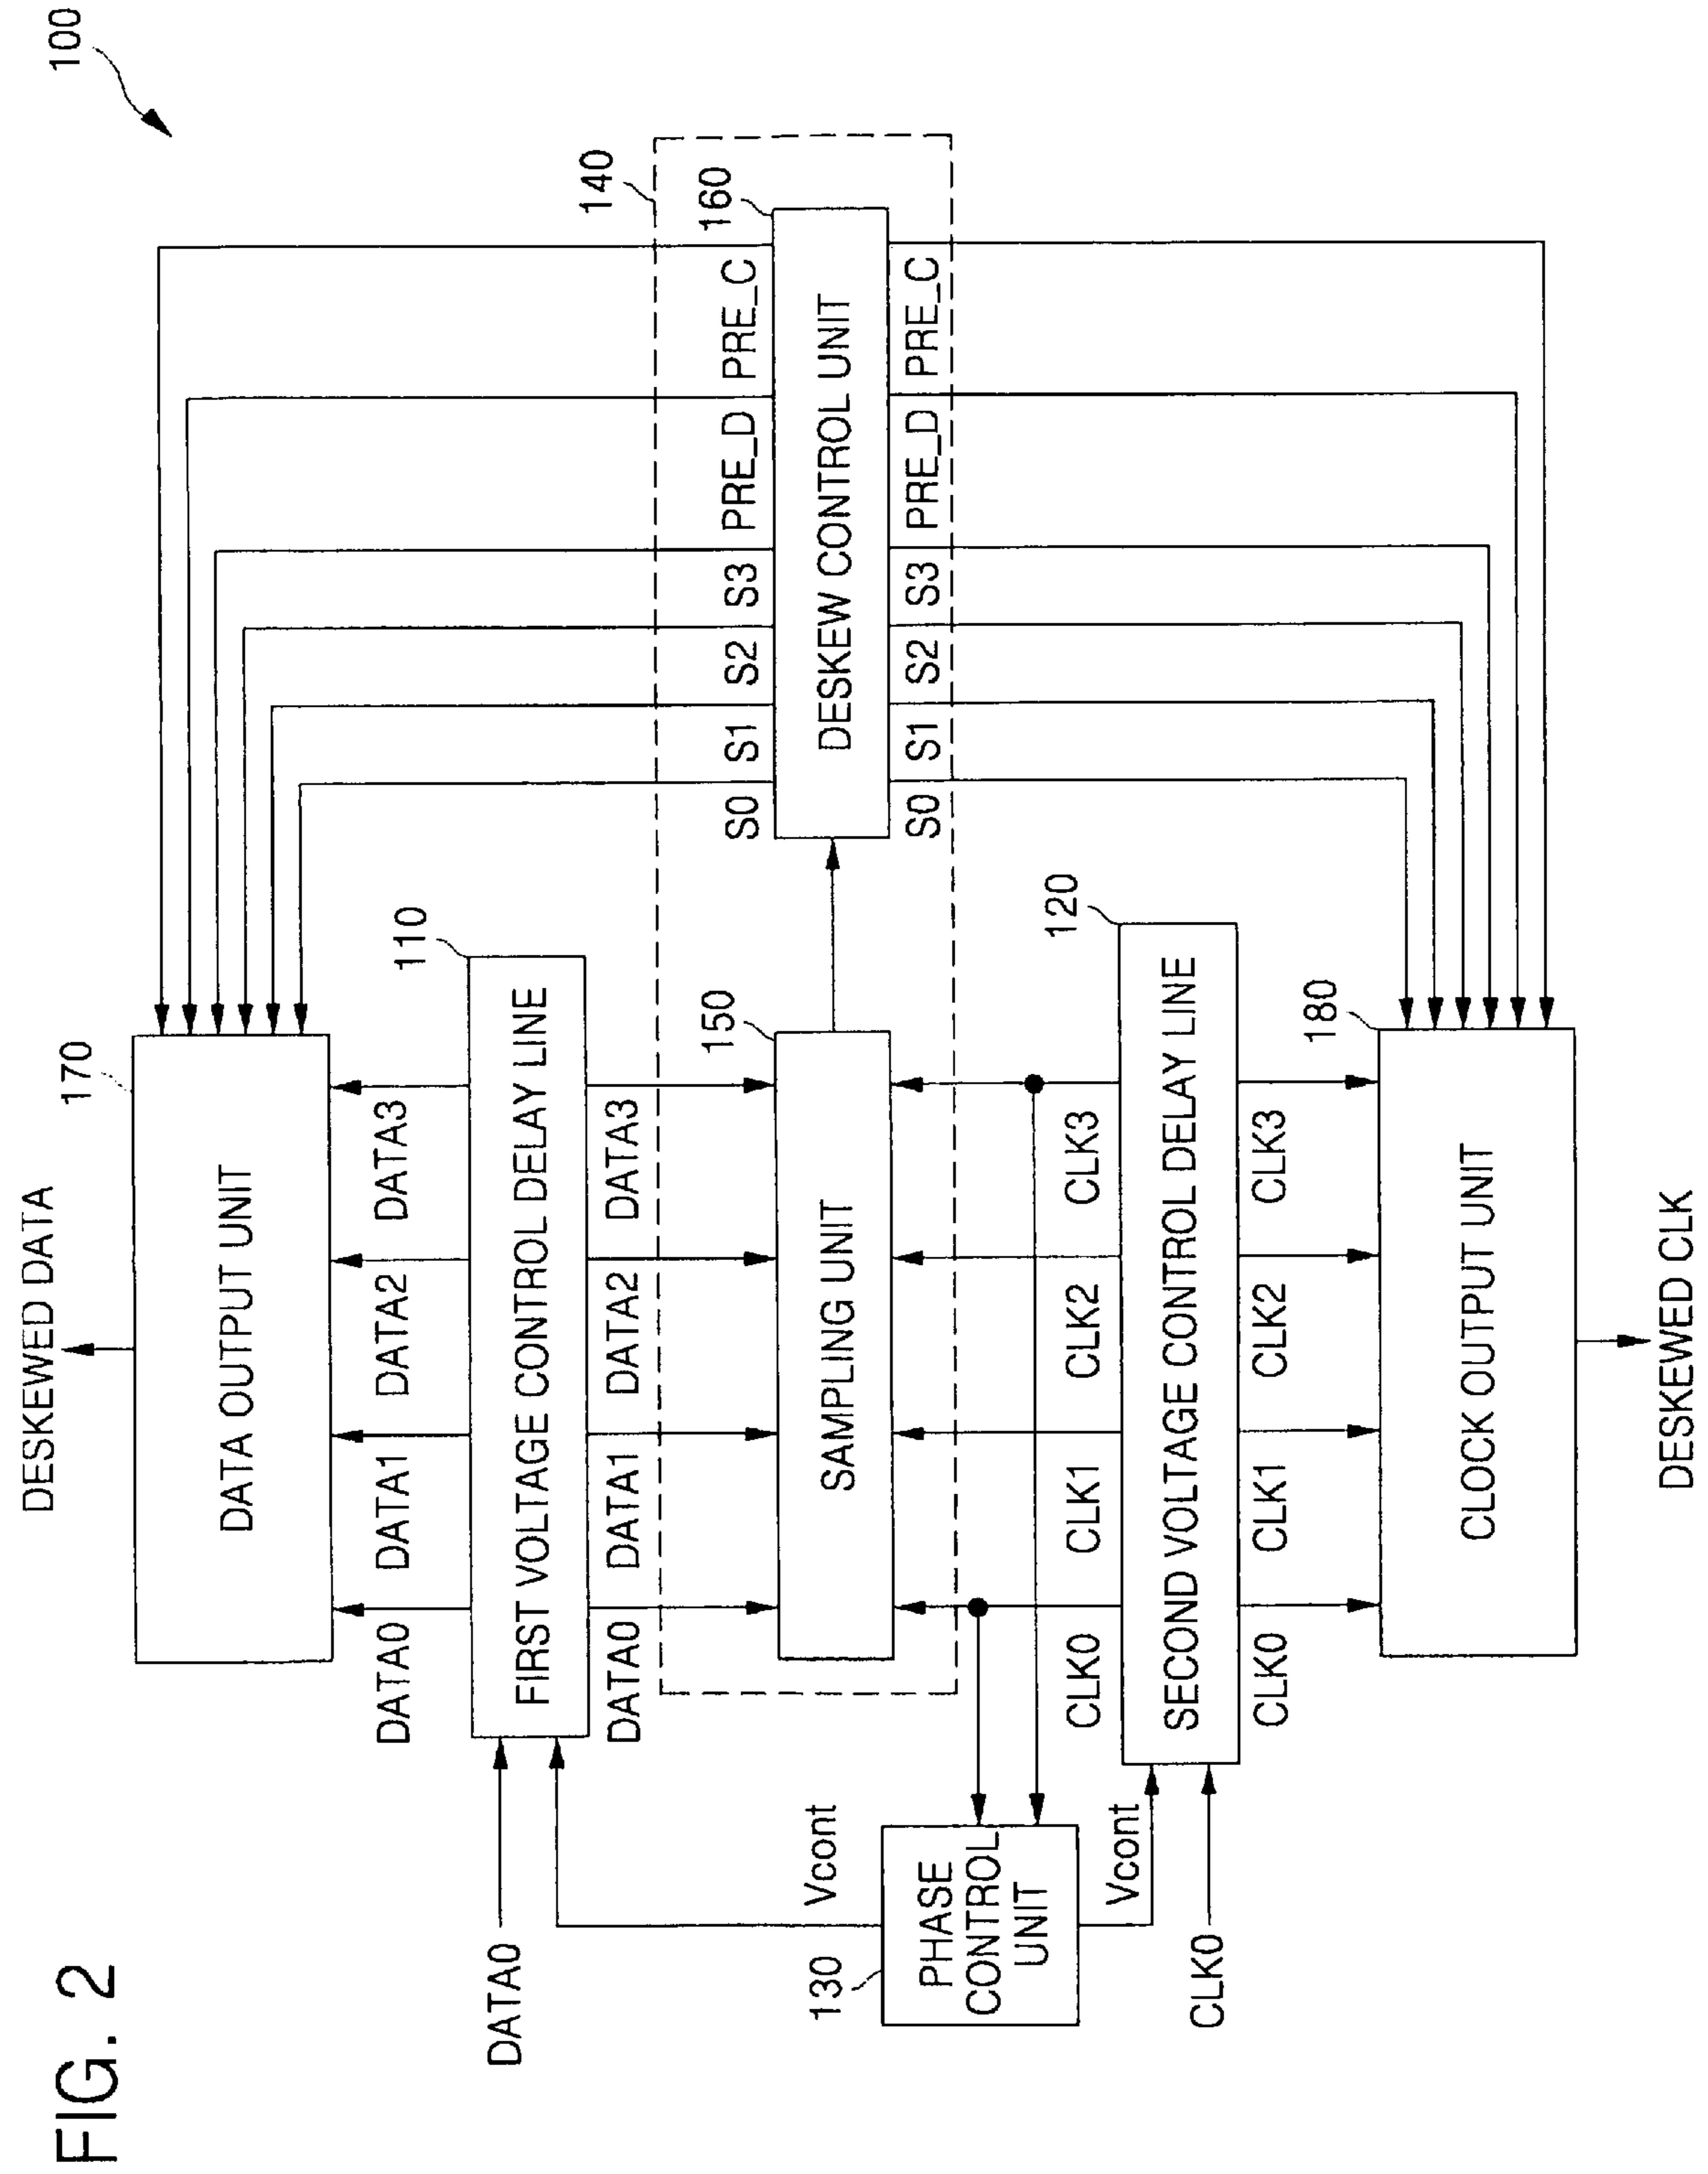 FIG. 2
100
DESKEWED DATA
170
DATA OUTPUT UNIT
DATA0 DATA1 DATA2 DATA3
110
DATA0
FIRST VOLTAGE CONTROL DELAY LINE
DATA0 DATA1 DATA2 DATA3
140
150
SAMPLING UNIT
160
S0 S1 S2 S3 PRE_D PRE_C
DESKEW CONTROL UNIT
S0 S1 S2 S3 PRE_D PRE_C
Vcont
130
PHASE
CONTROL
UNIT
Vcont
CLK0 CLK1 CLK2 CLK3
120
SECOND VOLTAGE CONTROL DELAY LINE
CLK0
CLK0 CLK1 CLK2 CLK3
180
CLOCK OUTPUT UNIT
DESKEWED CLK